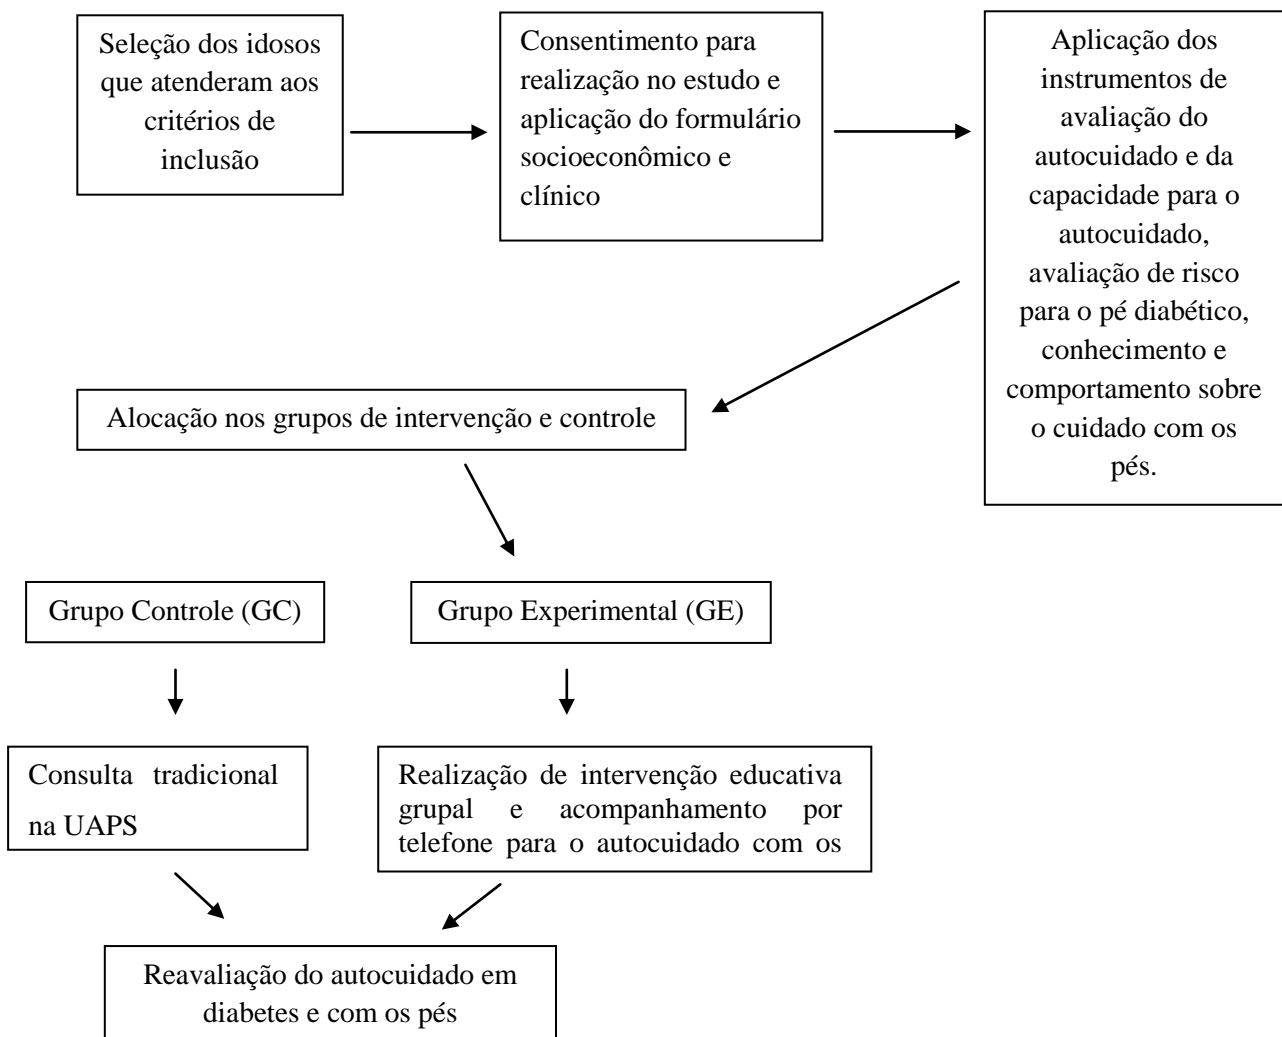 Seleção dos idosos
que atenderam aos
critérios de
inclusão
Consentimento para
realização no estudo e
aplicação do formulário
socioeconômico e
clínico
Aplicação dos
instrumentos de
avaliação do
autocuidado e da
capacidade para o
autocuidado,
avaliação de risco
para o pé diabético,
conhecimento e
comportamento sobre
o cuidado com os
pés.
Alocação nos grupos de intervenção e controle
Grupo Controle (GC)
Grupo Experimental (GE)
Consulta tradicional
na UAPS
Realização de intervenção educativa
grupal e acompanhamento por
telefone para o autocuidado com os
Reavaliação do autocuidado em
diabetes e com os pés